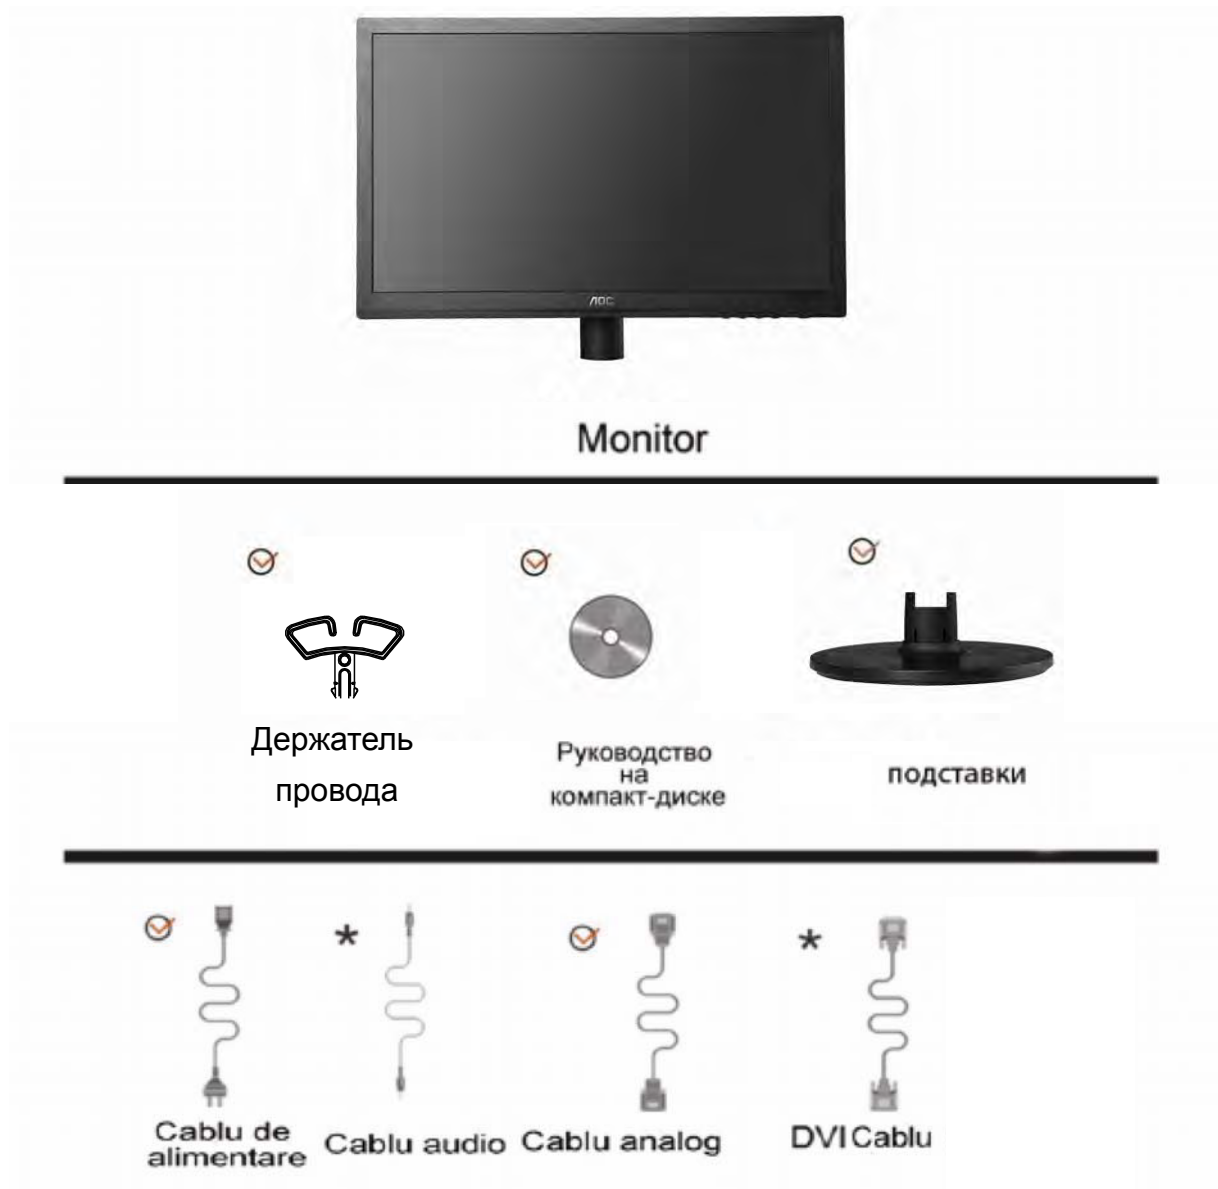 AOC
Monitor
Держатель
провода
Руководство
на
компакт-диске
подставки
*
*
Cablu de
alimentare
Cablu audio
Cablu analog
DVI Cablu